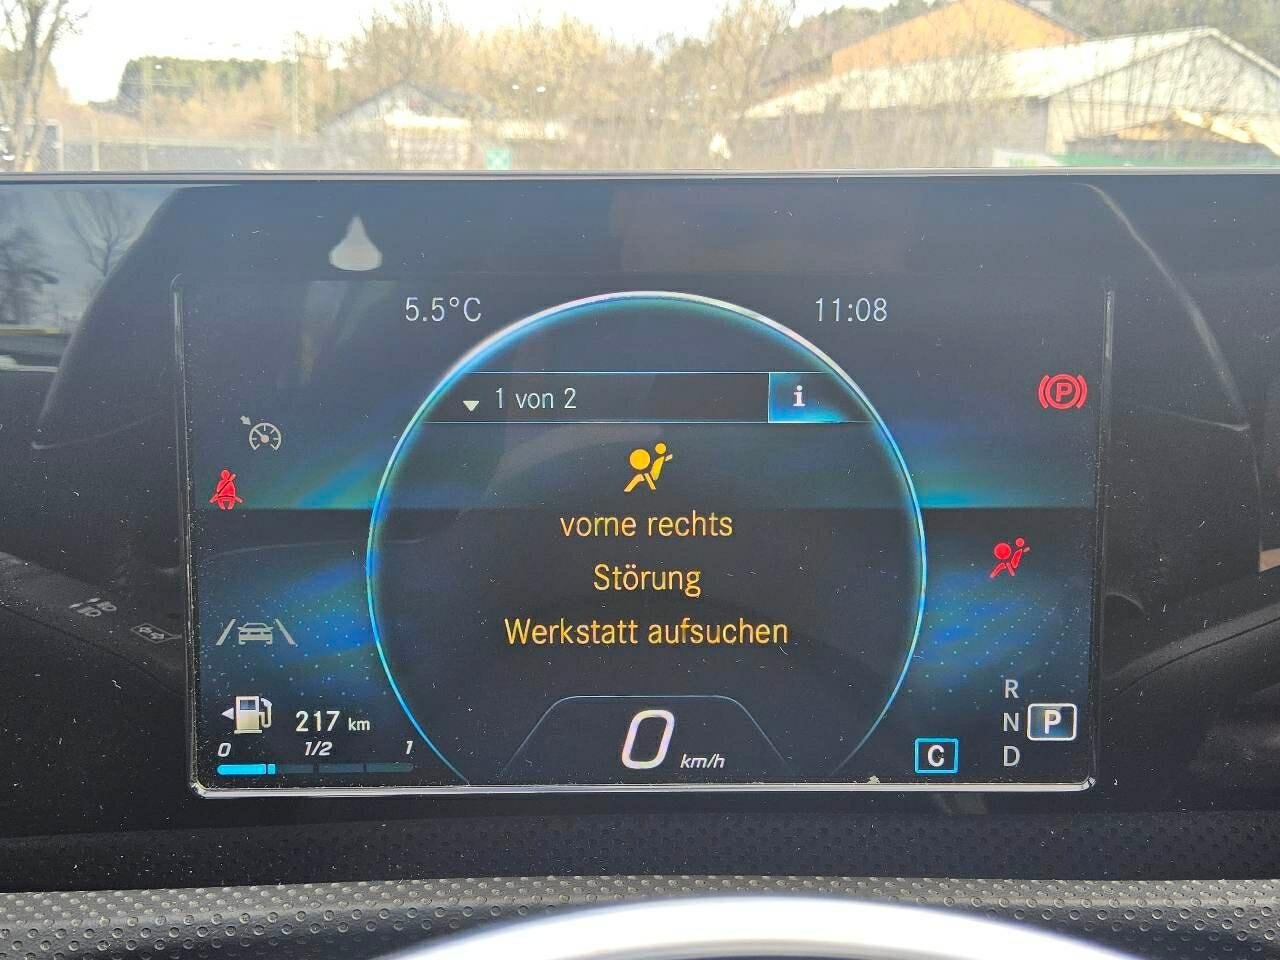 5.5°C
11:08
1 von 2
i
vorne rechts
Störung
Werkstatt aufsuchen
217 km
0 1/2 1
0 km/h
R
N P
C D